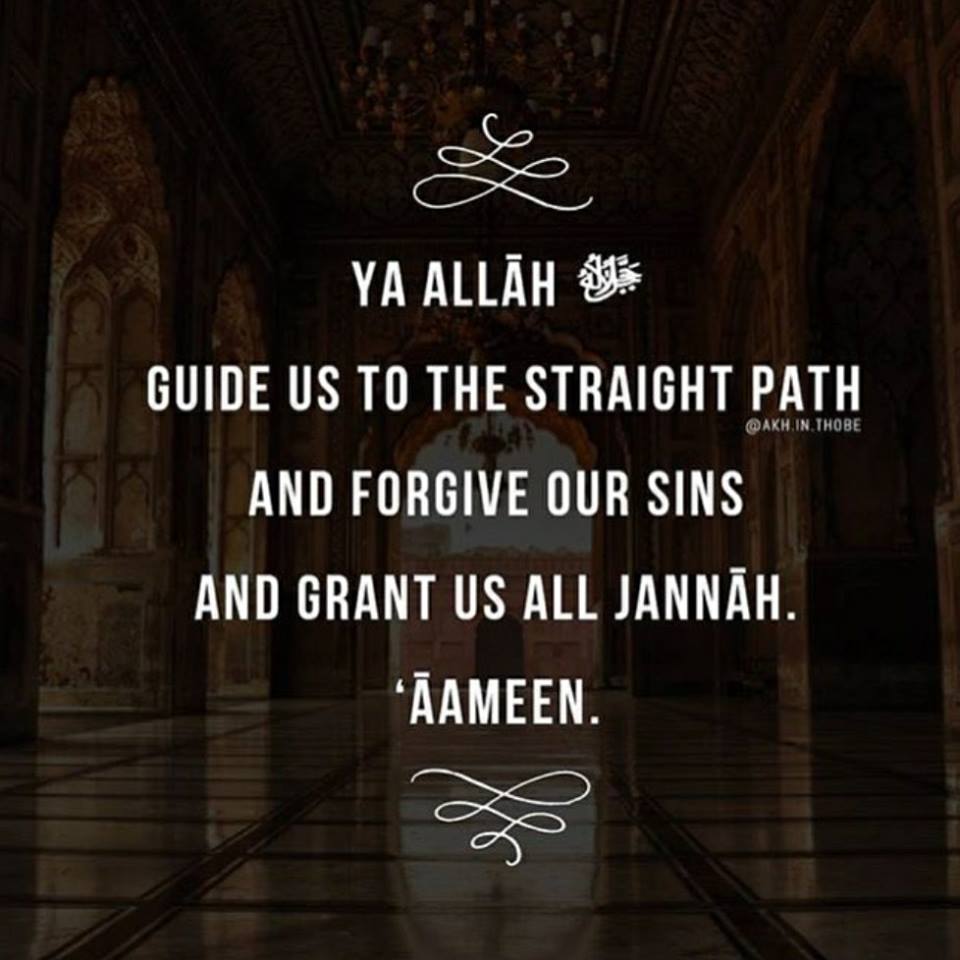 YA ALLĀH ﷻ
GUIDE US TO THE STRAIGHT PATH
@AKH.IN.THOBE
AND FORGIVE OUR SINS
AND GRANT US ALL JANNĀH.
‘ĀAMEEN.